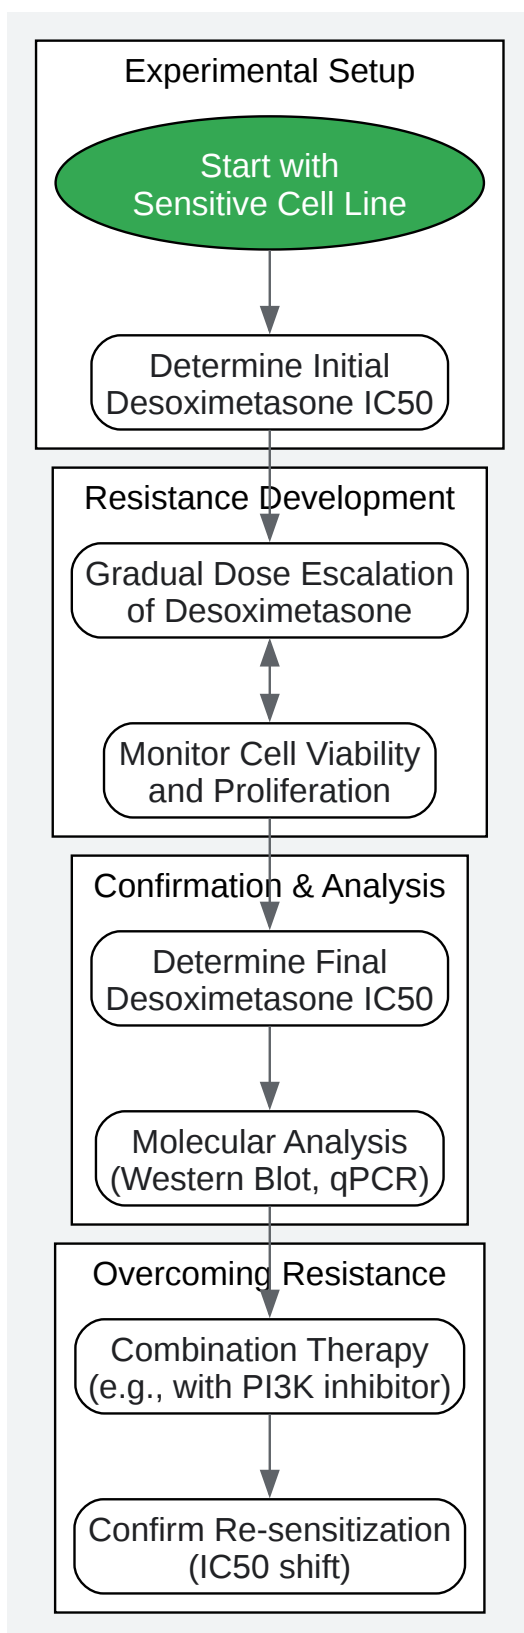 Experimental Setup
Start with
Sensitive Cell Line
Determine Initial
Desoximetasone IC50
Resistance Development
Gradual Dose Escalation
of Desoximetasone
Monitor Cell Viability
and Proliferation
Confirmation & Analysis
Determine Final
Desoximetasone IC50
Molecular Analysis
(Western Blot, qPCR)
Overcoming Resistance
Combination Therapy
(e.g., with PI3K inhibitor)
Confirm Re-sensitization
(IC50 shift)